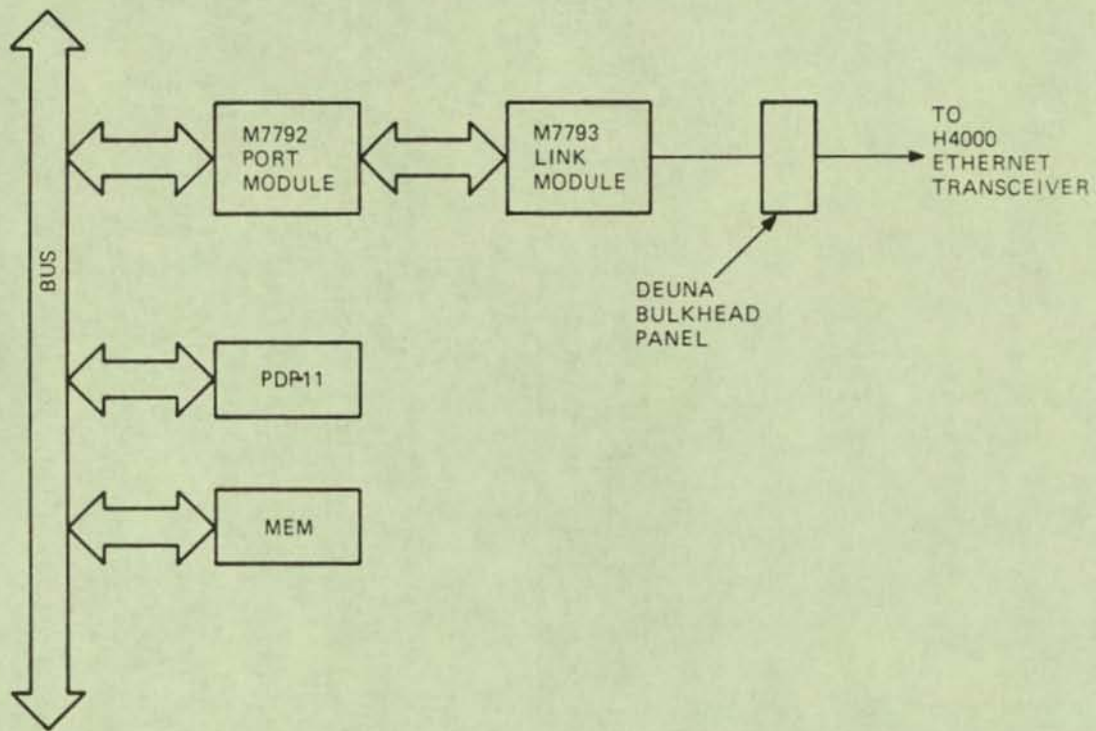 BUS
M7792
PORT
MODULE
M7793
LINK
MODULE
TO
H4000
ETHERNET
TRANSCEIVER
DEUNA
BULKHEAD
PANEL
PDP-11
MEM